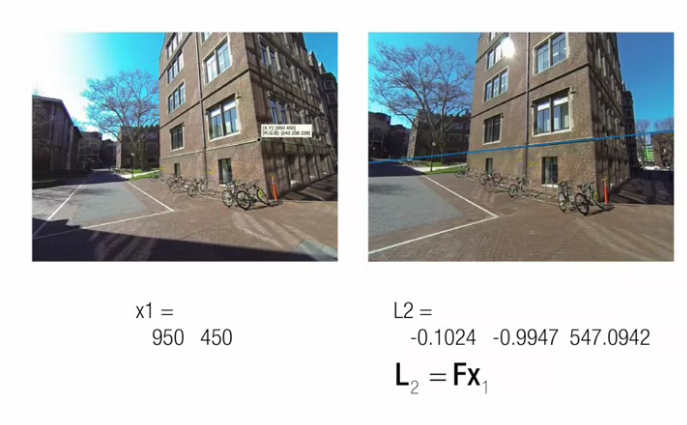 [X,Y]: [950 450]
x1 =
950 450
L2 =
-0.1024 -0.9947 547.0942
L₂ = Fx₁